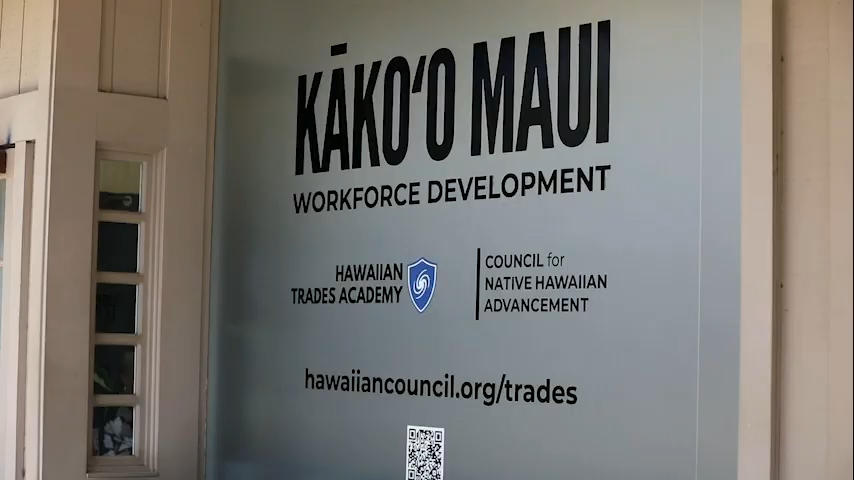 KĀKOʻO MAUI
WORKFORCE DEVELOPMENT
HAWAIIAN
TRADES ACADEMY
COUNCIL for
NATIVE HAWAIIAN
ADVANCEMENT
hawaiiancouncil.org/trades